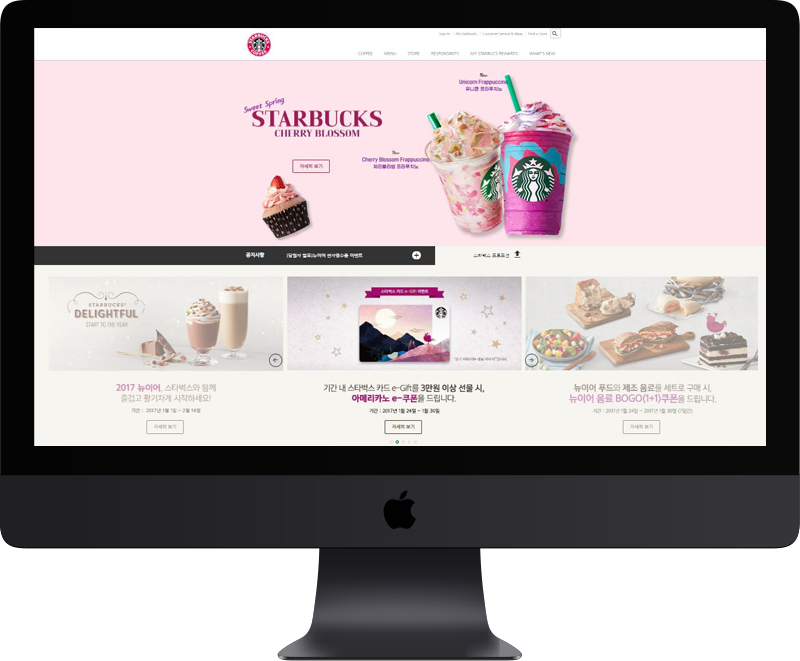 Sign In | My Starbucks | Customer Service & Ideas | Find a Store
COFFEE MENU STORE RESPONSIBILITY MY STARBUCKS REWARDS WHAT'S NEW
New
Unicorn Frappuccino
유니콘 프라푸치노
Sweet Spring
STARBUCKS
CHERRY BLOSSOM
New
Cherry Blossom Frappuccino
체리블라썸 프라푸치노
자세히 보기
공지사항
스타벅스 프로모션
STARBUCKS
DELIGHTFUL
START TO THE YEAR
스타벅스 카드 e-Gift 이벤트
2017 뉴이어, 스타벅스와 함께
즐겁고 활기차게 시작하세요!
기간 : 2017년 1월 1일 ~ 2월 14일
자세히 보기
기간 내 스타벅스 카드 e-Gift를 3만원 이상 선물 시,
아메리카노 e-쿠폰을 드립니다.
기간 : 2017년 1월 24일 ~ 1월 30일
자세히 보기
뉴이어 푸드와 제조 음료를 세트로 구매 시,
뉴이어 음료 BOGO(1+1)쿠폰을 드립니다.
기간 : 2017년 1월 24일 ~ 2017년 1월 30일 (7일간)
자세히 보기